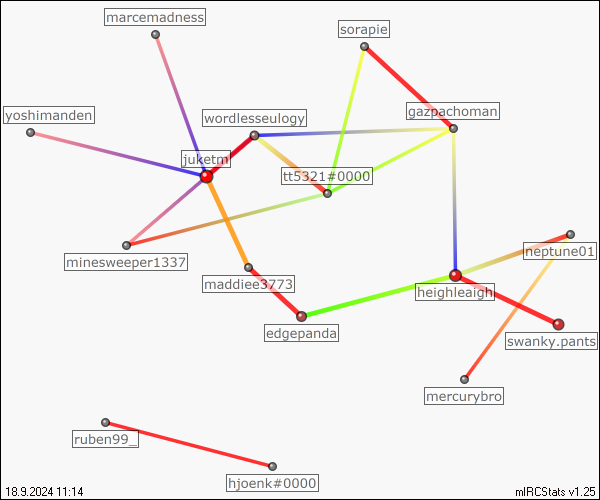 marcemadness
sorapie
yoshimanden
gazpachoman
wordlesseulogy
juketm
tt5321#0000
neptune01
minesweeper1337
maddiee3773
heighleaigh
edgepanda
swanky.pants
mercurybro
ruben99_
hjoenk#0000
18.9.2024 11:14
mIRCStats v1.25